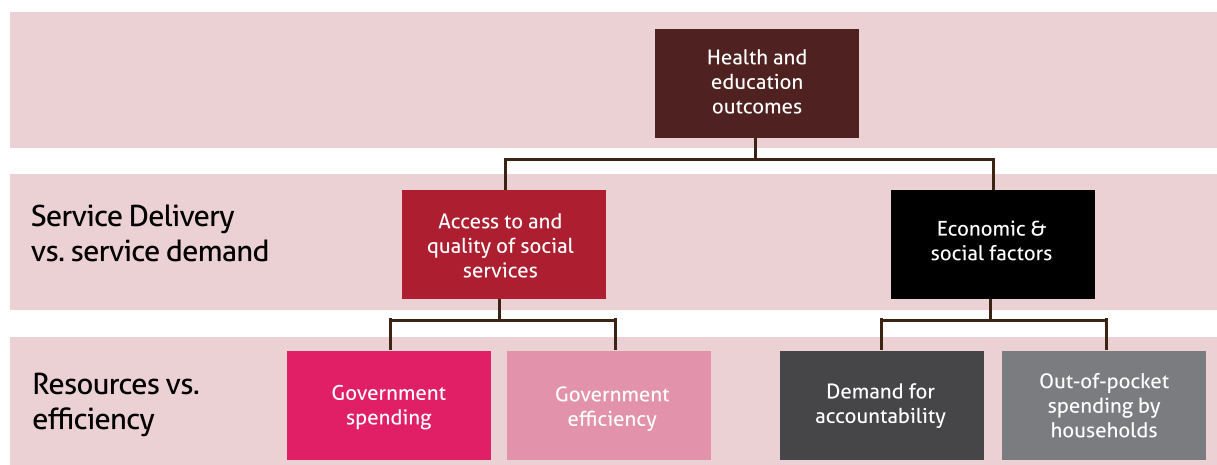 Health and
education
outcomes
Service Delivery
vs. service demand
Access to and
quality of social
services
Economic &
social factors
Resources vs.
efficiency
Government
spending
Government
efficiency
Demand for
accountability
Out-of-pocket
spending by
households